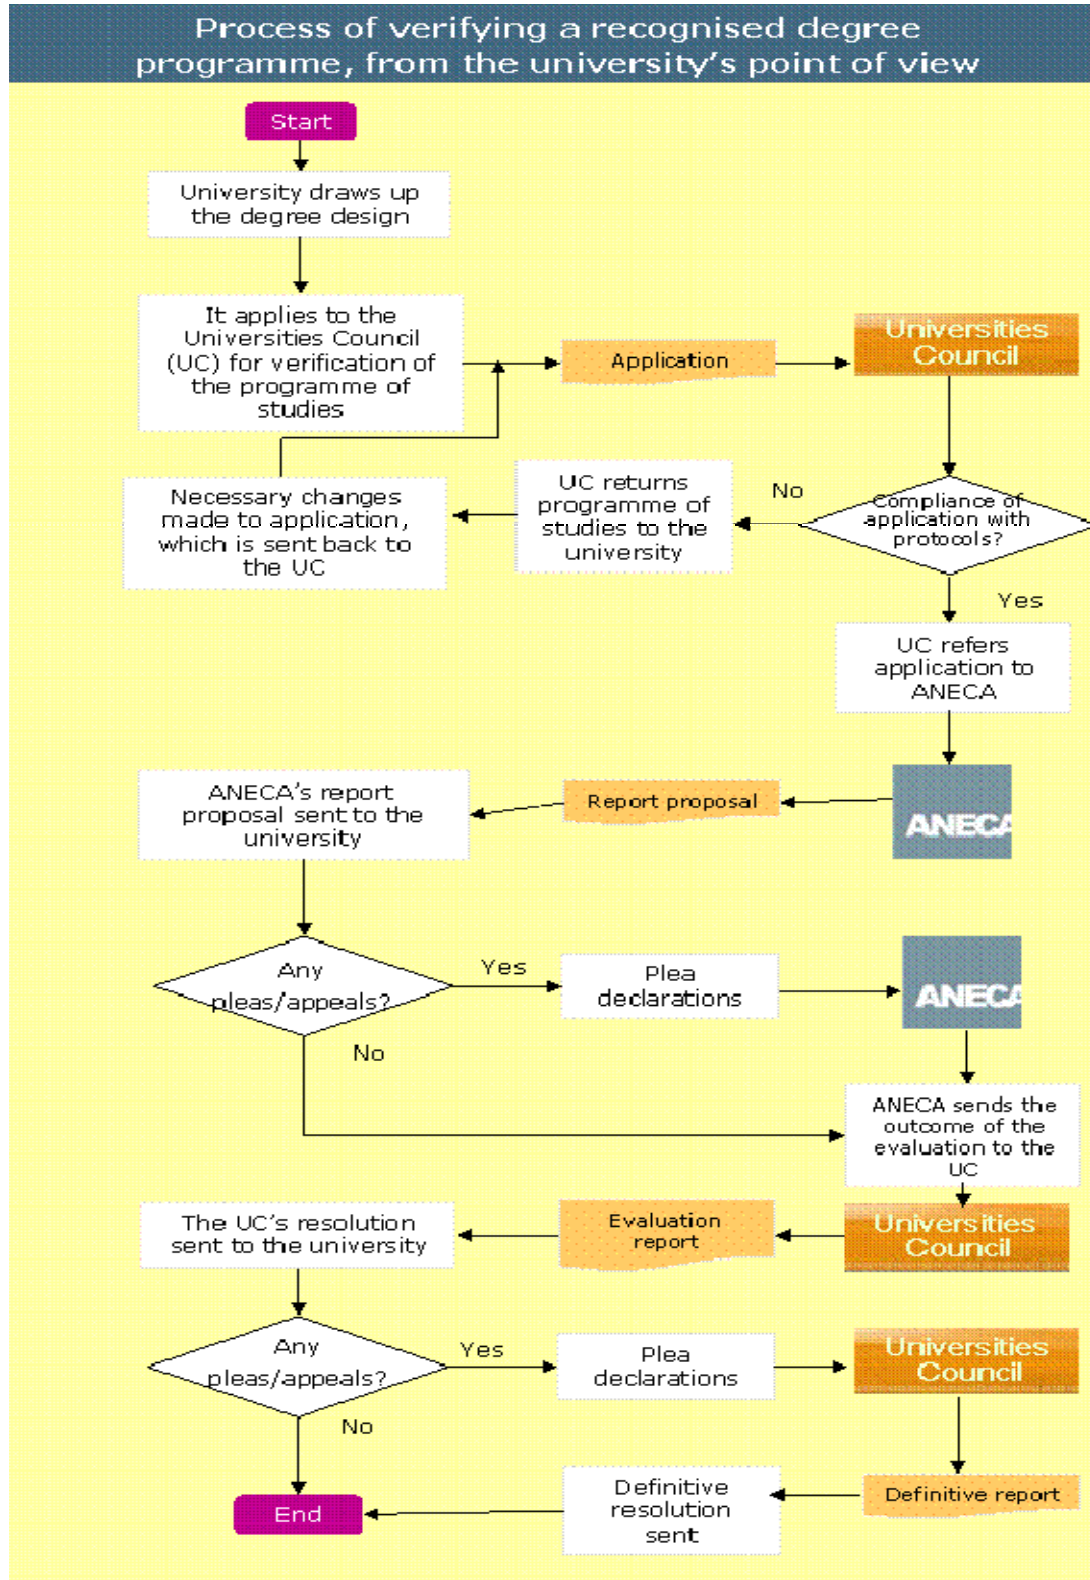 Process of verifying a recognised degree
programme, from the university's point of view
Start
University draws up
the degree design
It applies to the
Universities Council
(UC) for verification of
the programme of
studies
Application
Universities
Council
Compliance of
application with
protocols?
No
UC returns
programme of
studies to the
university
Necessary changes
made to application,
which is sent back to
the UC
Yes
UC refers
application to
ANECA
ANECA
Report proposal
ANECA's report
proposal sent to the
university
Any
pleas/appeals?
Yes
Plea
declarations
ANECA
No
ANECA sends the
outcome of the
evaluation to the
UC
Universities
Council
Evaluation
report
The UC's resolution
sent to the university
Any
pleas/appeals?
Yes
Plea
declarations
Universities
Council
No
Definitive report
Definitive
resolution
sent
End